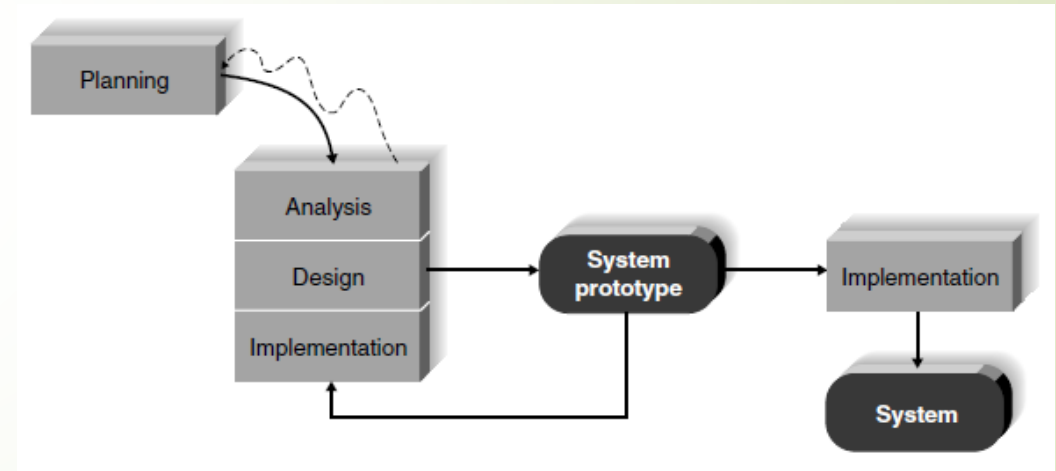 Planning
Analysis
Design
Implementation
System
prototype
Implementation
System